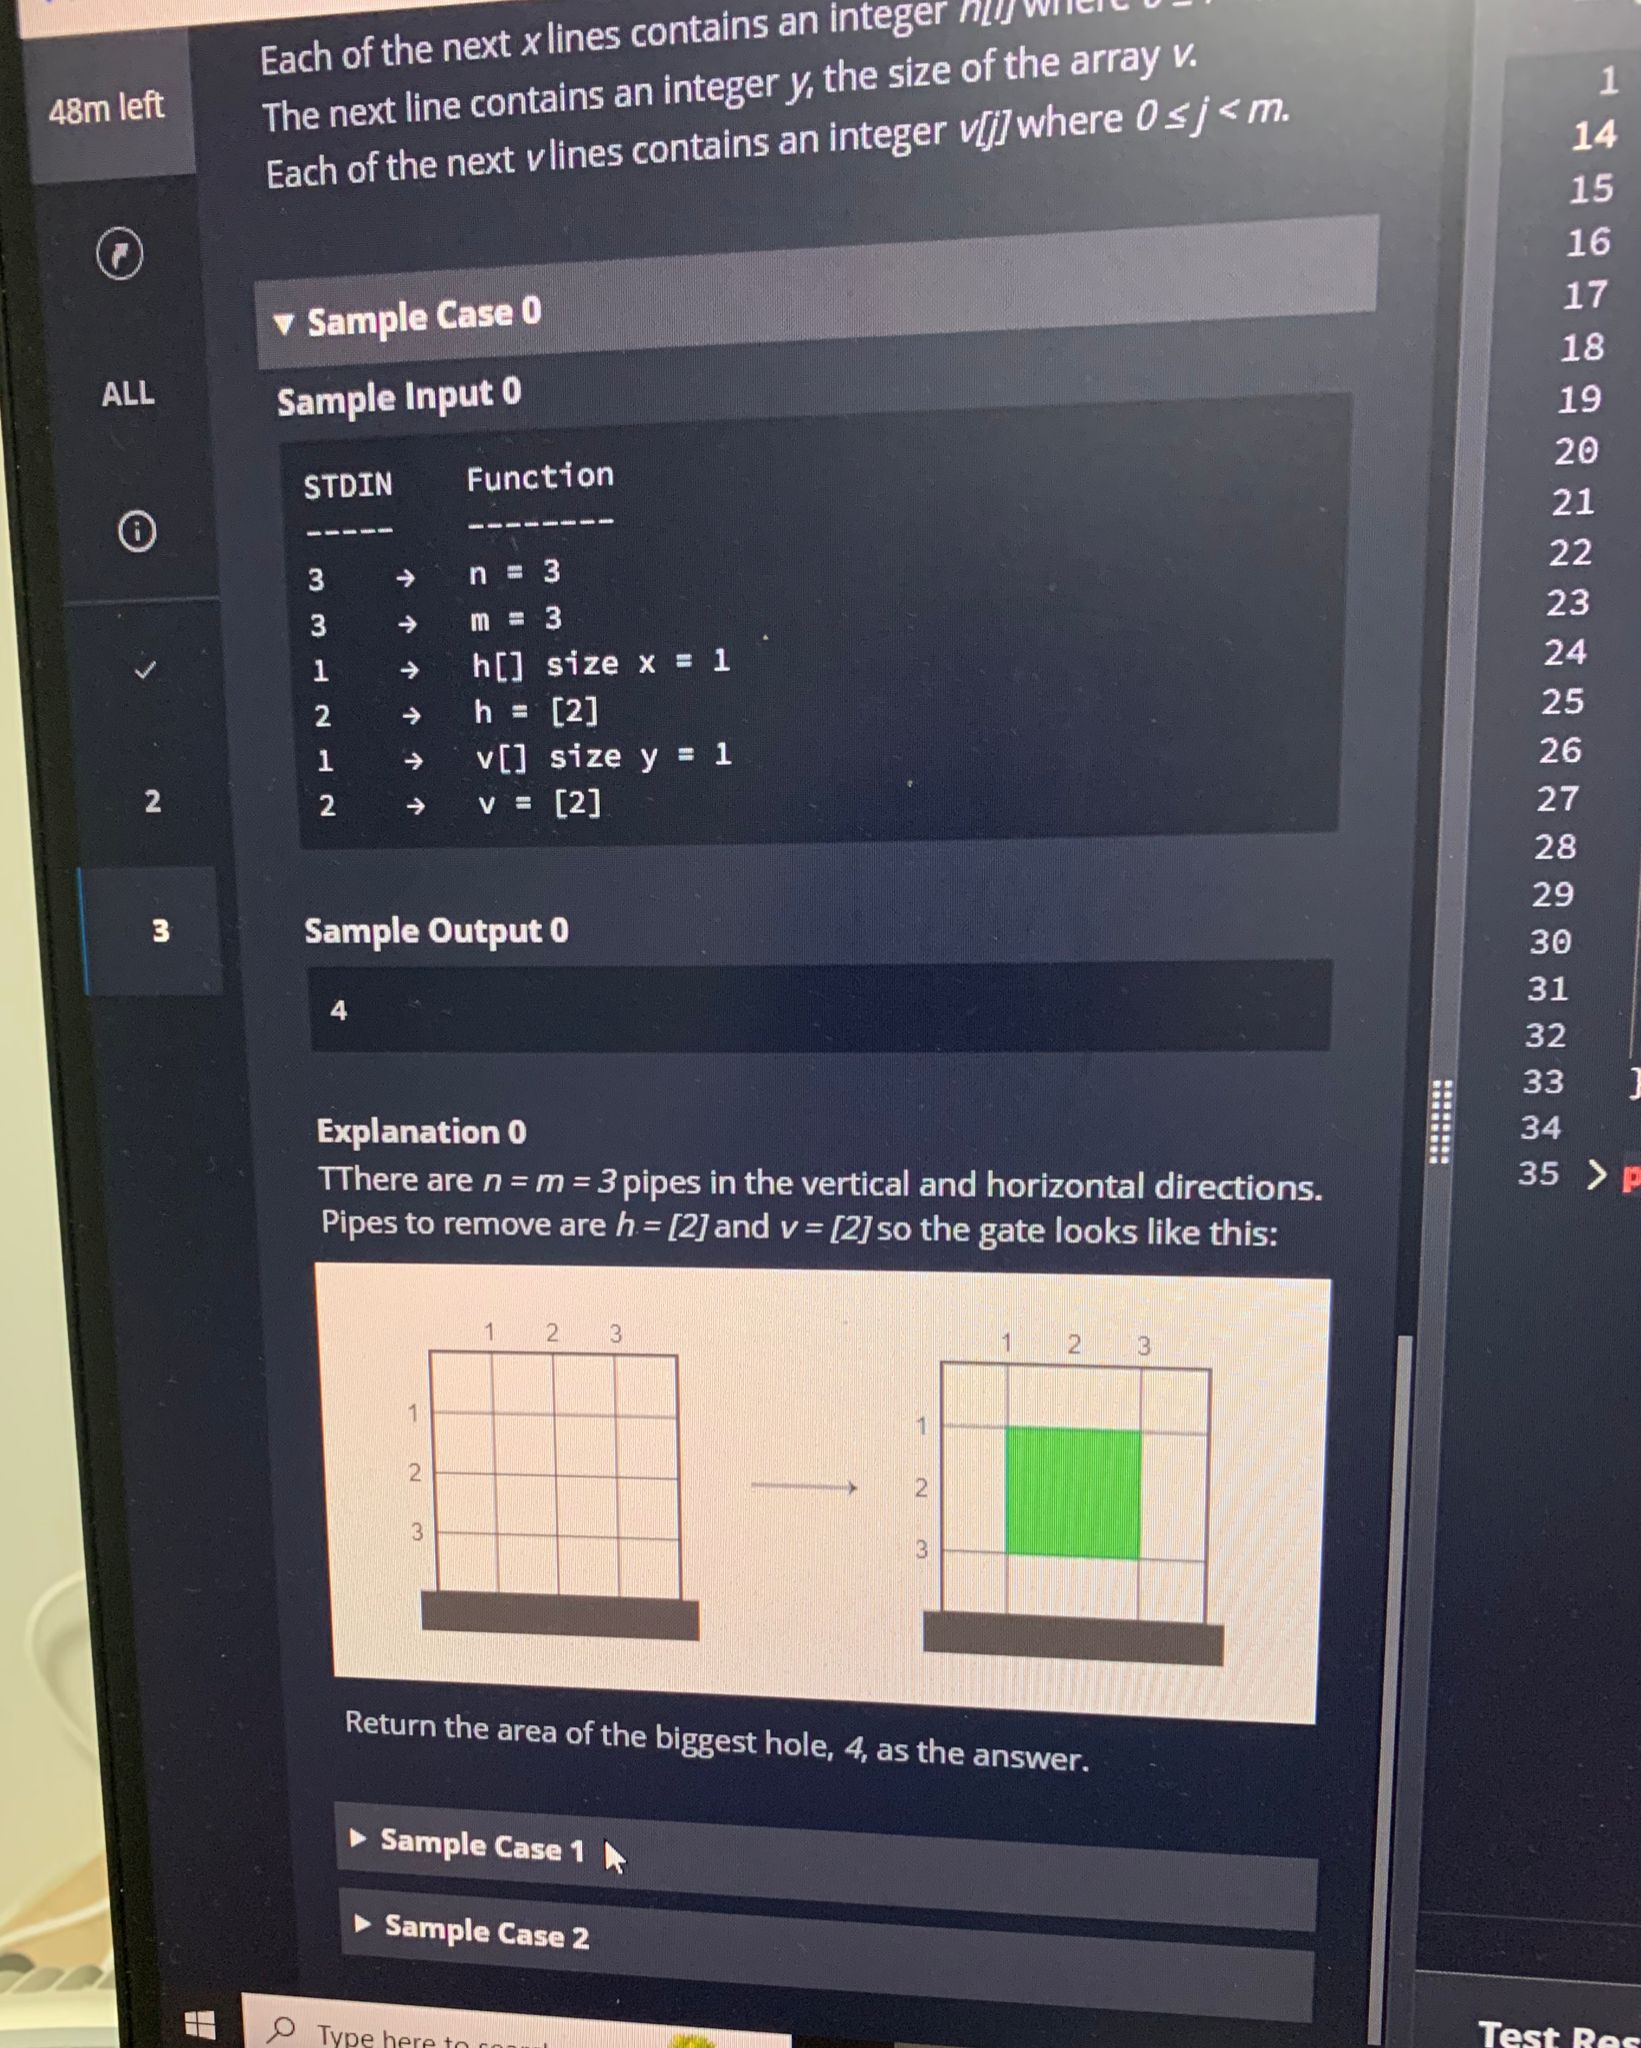 48m left
ALL
2
3
Each of the next x lines contains an integer h[i] where
The next line contains an integer y, the size of the array v.
Each of the next v lines contains an integer v[j] where 0 ≤ j < m.
▼ Sample Case 0
Sample Input 0
STDIN Function
----- --------
3 → n = 3
3 → m = 3
1 → h[] size x = 1
2 → h = [2]
1 → v[] size y = 1
2 → v = [2]
Sample Output 0
4
Explanation 0
TThere are n = m = 3 pipes in the vertical and horizontal directions.
Pipes to remove are h = [2] and v = [2] so the gate looks like this:
1 2 3
1
2
3
1 2 3
1
2
3
Return the area of the biggest hole, 4, as the answer.
▶ Sample Case 1
▶ Sample Case 2
Type here to
1
14
15
16
17
18
19
20
21
22
23
24
25
26
27
28
29
30
31
32
33 }
34
35 > p
Test Res